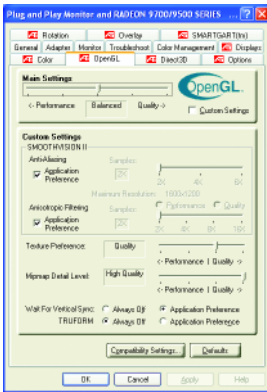 Plug and Play Monitor and RADEON 9700/9500 SERIES ...
Rotation Overlay SMARTGART(tm)
General Adapter Monitor Troubleshoot Color Management Displays
Color OpenGL Direct3D Options
Main Settings
OpenGL.
<- Performance Balanced Quality ->
Custom Settings
Custom Settings
SMOOTHVISION II
Anti-Aliasing Samples:
Application Preference 2X 2X 4X 6X
Maximum Resolution: 1800x1200
Anisotropic Filtering Samples: Performance Quality
Application Preference 2X 2X 4X 8X 16X
Texture Preference: Quality
<- Performance | Quality ->
Mipmap Detail Level: High Quality
<- Performance | Quality ->
Wait For Vertical Sync: Always Off Application Preference
TRUFORM Always Off Application Preference
Compatibility Settings... Defaults
OK Cancel Apply Help